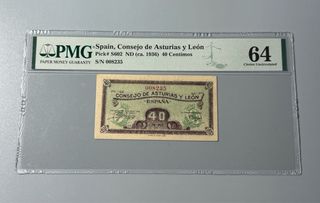 PMG
PAPER MONEY GUARANTY
Spain, Consejo de Asturias y León
Pick# S602 ND (ca. 1936) 40 Centimos
S/N 008235
64
Choice Uncirculated
008235
CONSEJO DE ASTURIAS Y LEÓN
ESPAÑA
40